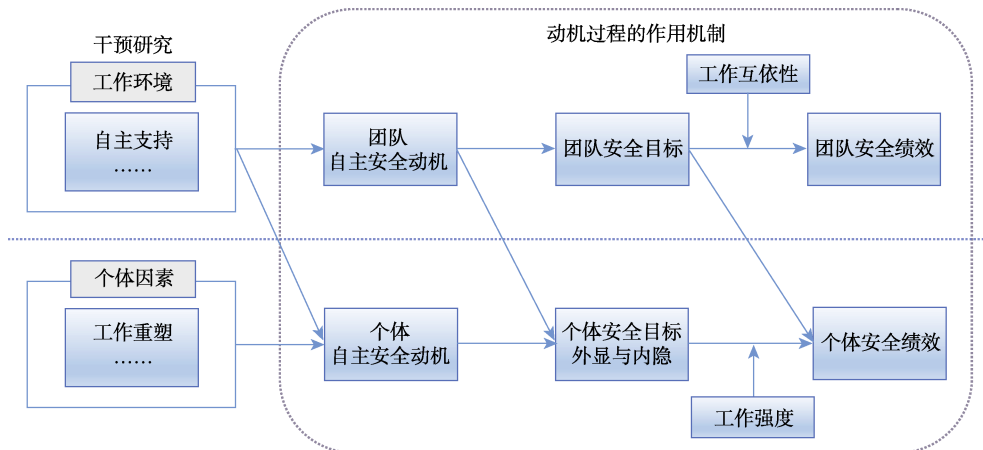 动机过程的作用机制
干预研究
工作环境
自主支持
……
团队
自主安全动机
团队安全目标
工作互依性
团队安全绩效
个体因素
工作重塑
……
个体
自主安全动机
个体安全目标
外显与内隐
个体安全绩效
工作强度